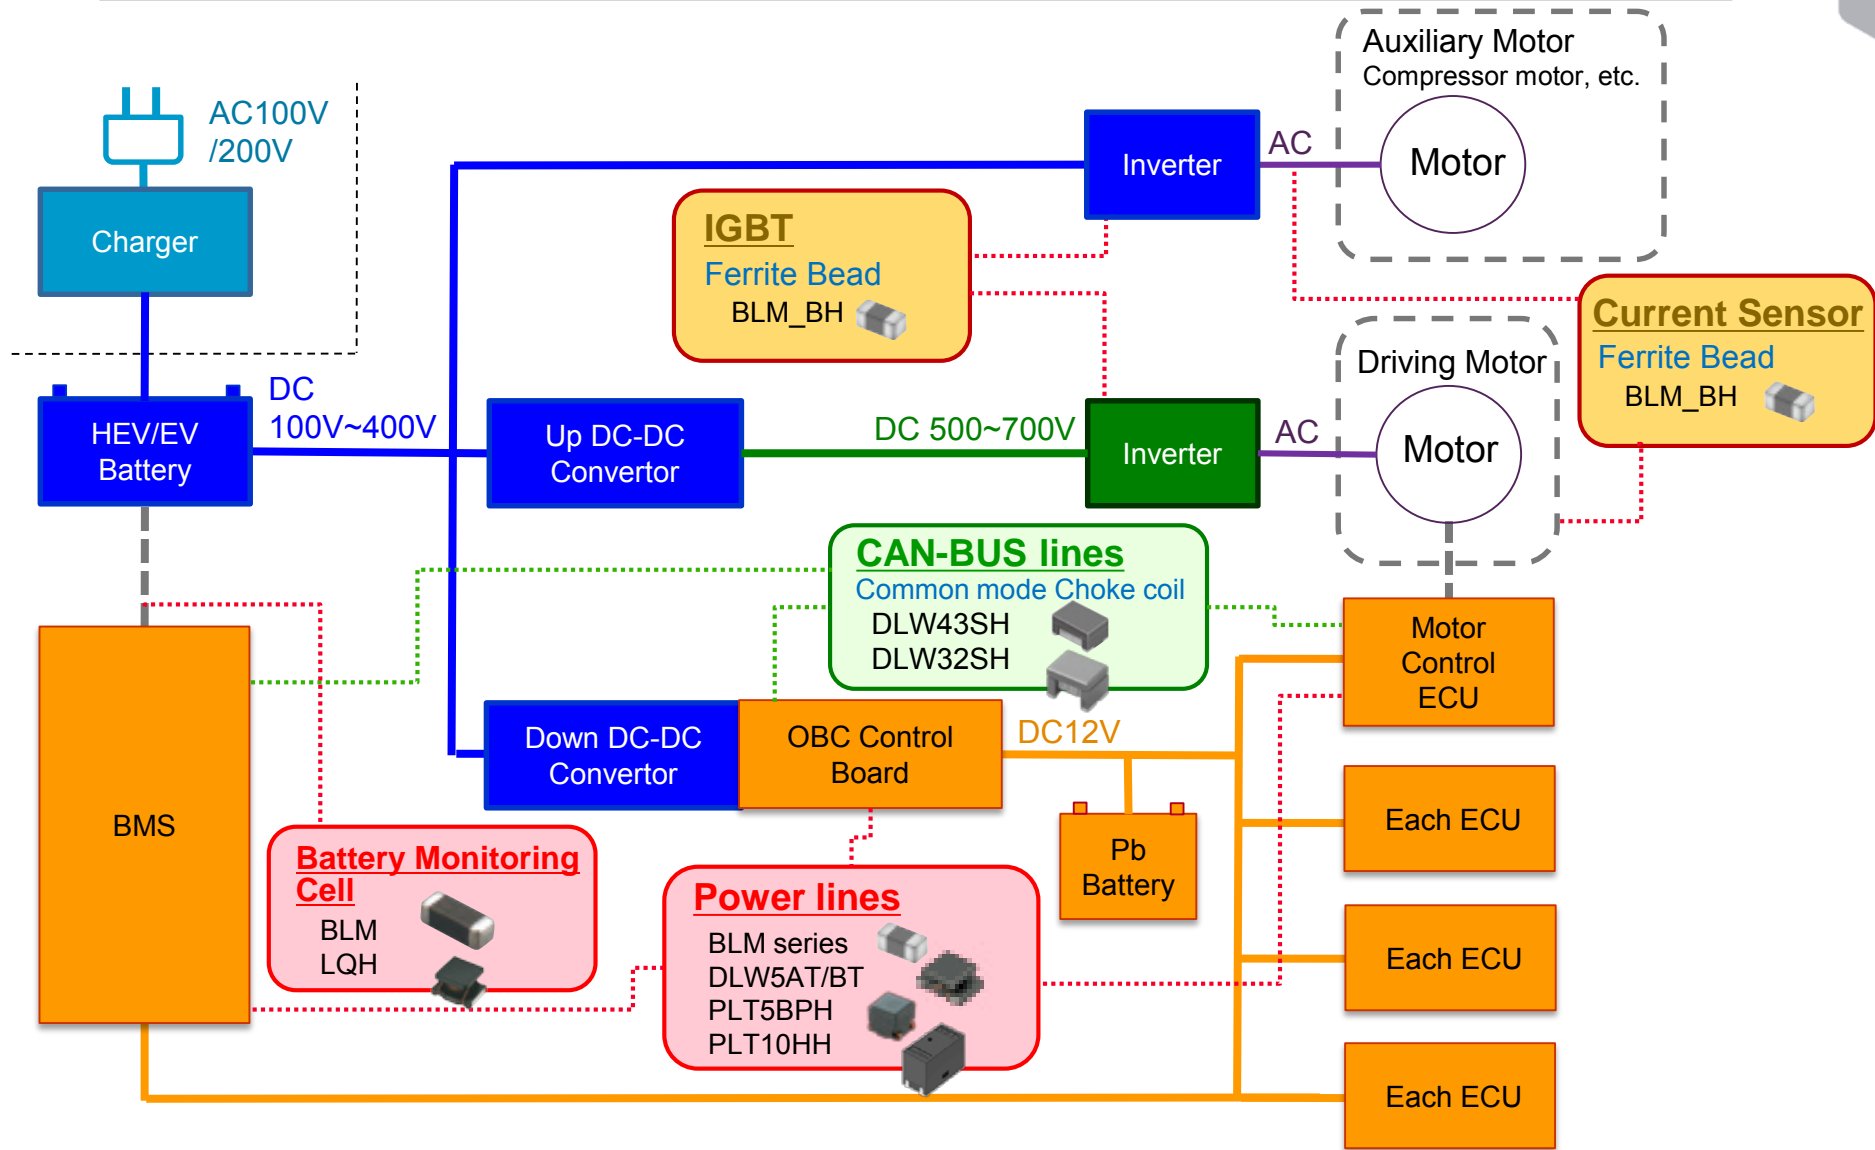 AC100V
/200V
Charger
HEV/EV
Battery
DC
100V~400V
Up DC-DC
Convertor
DC 500~700V
Inverter
AC
Auxiliary Motor
Compressor motor, etc.
Motor
IGBT
Ferrite Bead
BLM_BH
Inverter
AC
Driving Motor
Motor
Current Sensor
Ferrite Bead
BLM_BH
CAN-BUS lines
Common mode Choke coil
DLW43SH
DLW32SH
Motor
Control
ECU
Down DC-DC
Convertor
OBC Control
Board
DC12V
Pb
Battery
BMS
Battery Monitoring
Cell
BLM
LQH
Power lines
BLM series
DLW5AT/BT
PLT5BPH
PLT10HH
Each ECU
Each ECU
Each ECU